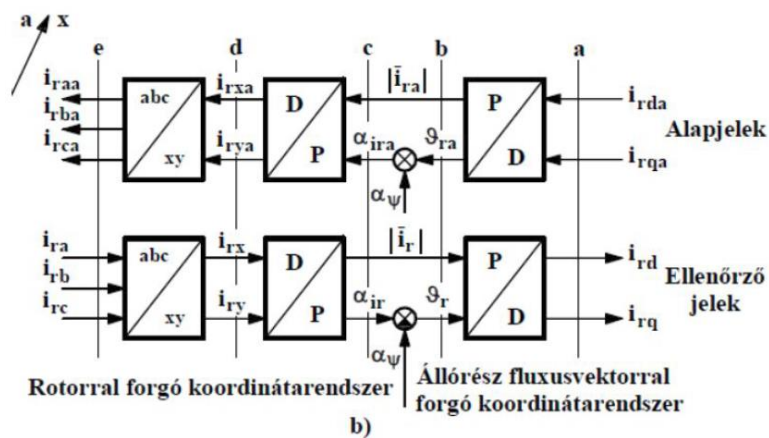 a x
e d c b a
i_raa abc i_rxa D |ī_ra| P i_rda
i_rba Alapjelek
i_rca xy i_rya P α_ira ϑ_ra D i_rqa
α_ψ
i_ra abc i_rx D |ī_r| P i_rd
i_rb Ellenőrző
i_rc xy i_ry P α_ir ϑ_r D i_rq jelek
α_ψ
Rotorral forgó koordinátarendszer Állórész fluxusvektorral
forgó koordinátarendszer
b)